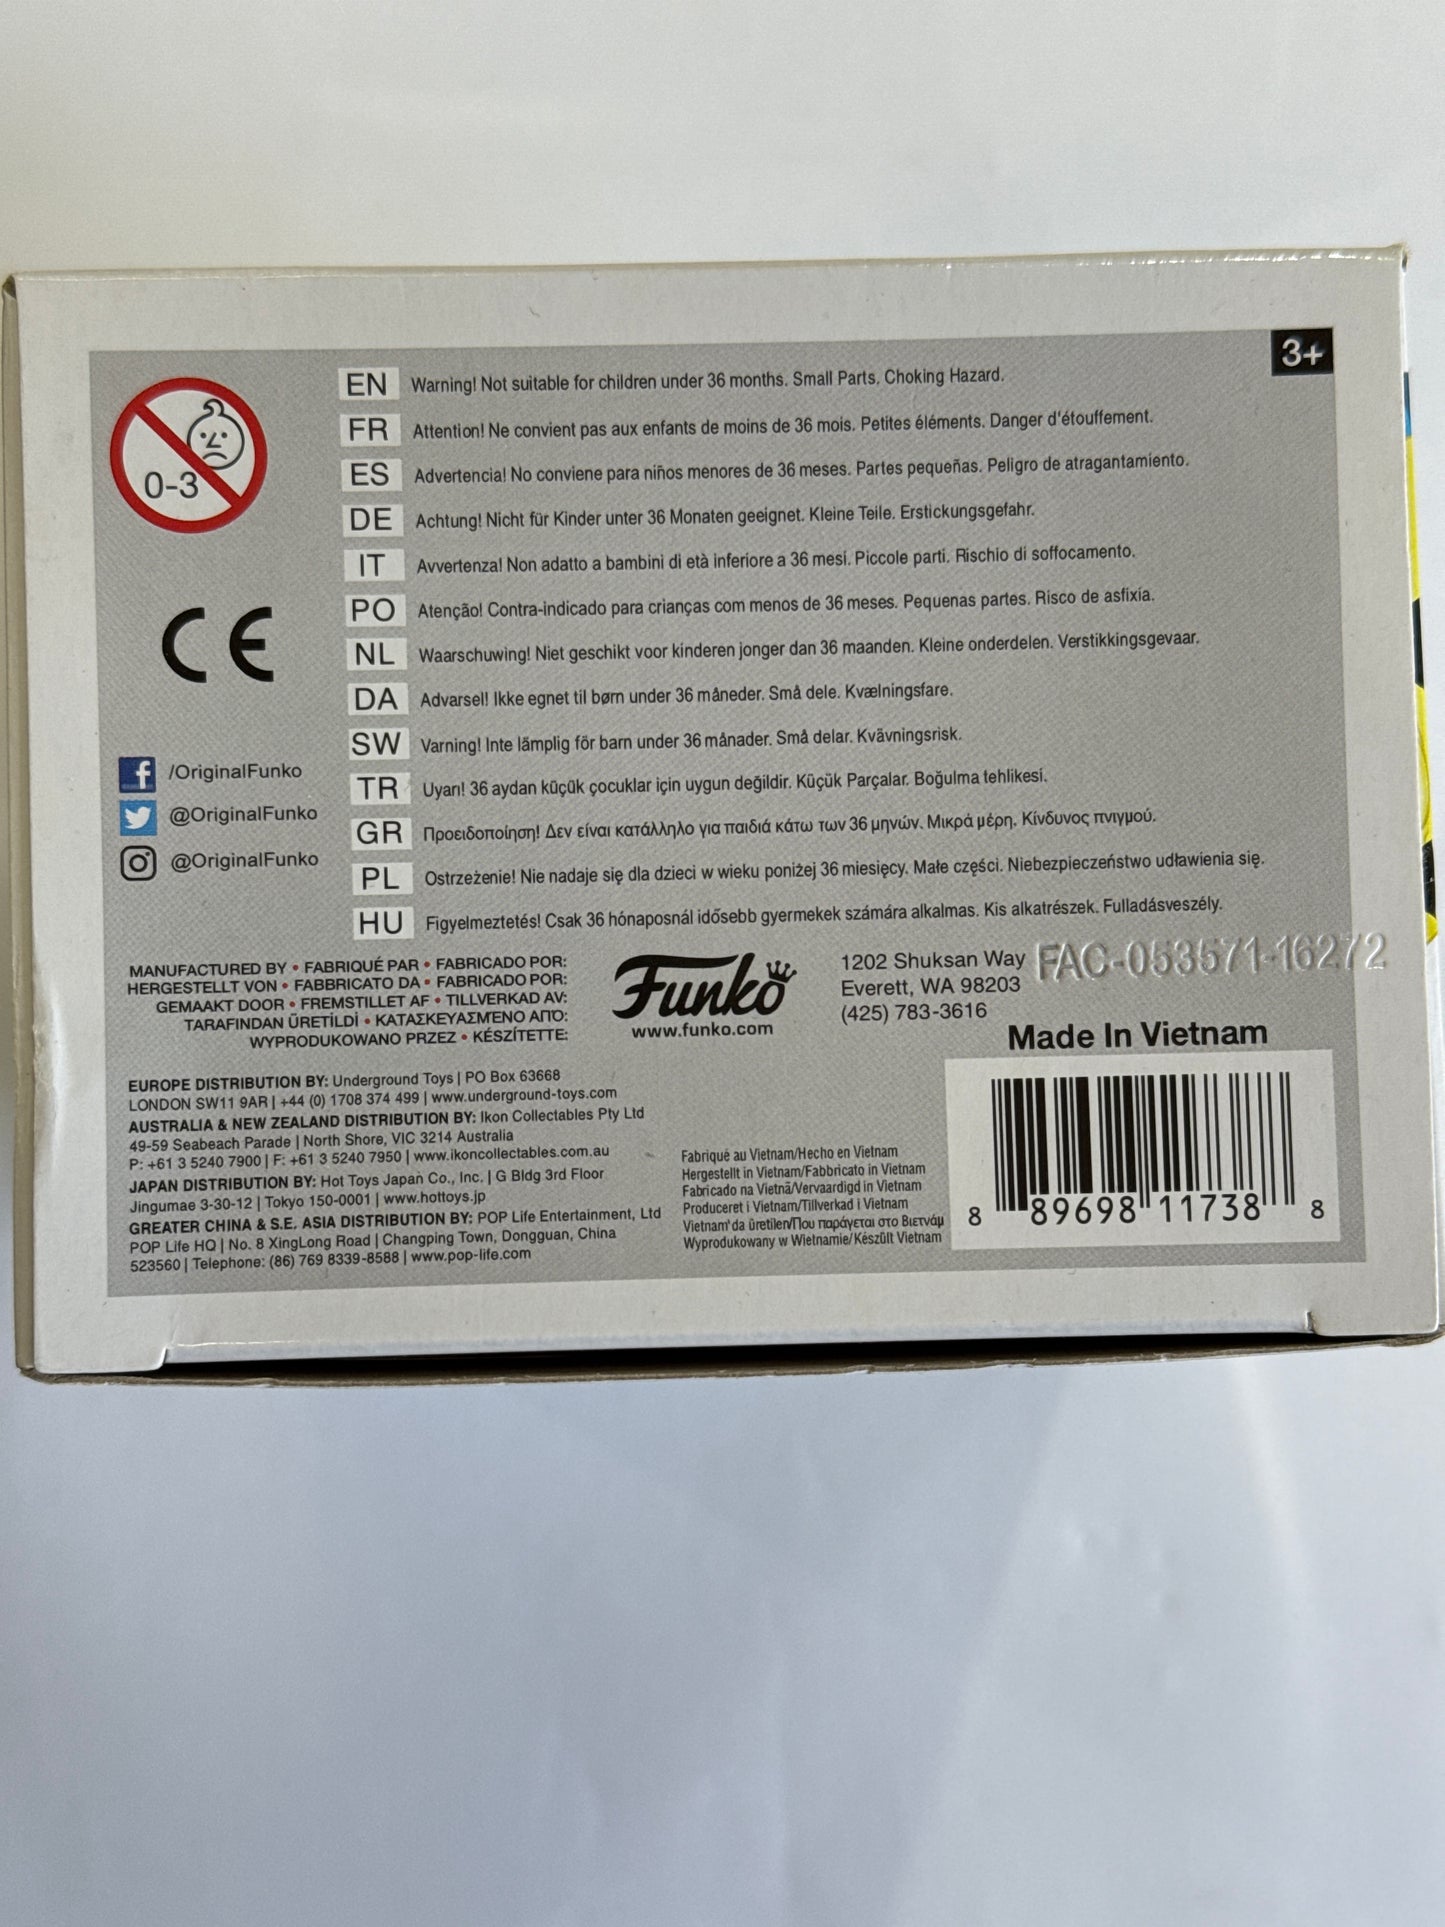 3+
0-3
EN Warning! Not suitable for children under 36 months. Small Parts. Choking Hazard.
FR Attention! Ne convient pas aux enfants de moins de 36 mois. Petites éléments. Danger d'étouffement.
ES Advertencia! No conviene para niños menores de 36 meses. Partes pequeñas. Peligro de atragantamiento.
DE Achtung! Nicht für Kinder unter 36 Monaten geeignet. Kleine Teile. Erstickungsgefahr.
IT Avvertenza! Non adatto a bambini di età inferiore a 36 mesi. Piccole parti. Rischio di soffocamento.
PO Atenção! Contra-indicado para crianças com menos de 36 meses. Pequenas partes. Risco de asfixia.
NL Waarschuwing! Niet geschikt voor kinderen jonger dan 36 maanden. Kleine onderdelen. Verstikkingsgevaar.
DA Advarsel! Ikke egnet til børn under 36 måneder. Små dele. Kvælningsfare.
SW Varning! Inte lämplig för barn under 36 månader. Små delar. Kvävningsrisk.
TR Uyarı! 36 aydan küçük çocuklar için uygun değildir. Küçük Parçalar. Boğulma tehlikesi.
GR Προειδοποίηση! Δεν είναι κατάλληλο για παιδιά κάτω των 36 μηνών. Μικρά μέρη. Κίνδυνος πνιγμού.
PL Ostrzeżenie! Nie nadaje się dla dzieci w wieku poniżej 36 miesięcy. Małe części. Niebezpieczeństwo udławienia się.
HU Figyelmeztetés! Csak 36 hónaposnál idősebb gyermekek számára alkalmas. Kis alkatrészek. Fulladásveszély.
CE
/OriginalFunko
@OriginalFunko
@OriginalFunko
MANUFACTURED BY • FABRIQUÉ PAR • FABRICADO POR:
HERGESTELLT VON • FABBRICATO DA • FABRICADO POR:
GEMAAKT DOOR • FREMSTILLET AF • TILLVERKAD AV:
TARAFINDAN ÜRETİLDİ • ΚΑΤΑΣΚΕΥΑΣΜΈΝΟ ΑΠΌ:
WYPRODUKOWANO PRZEZ • KÉSZÍTETTE:
Funko
www.funko.com
1202 Shuksan Way
Everett, WA 98203
(425) 783-3616
FAC-053571-16272
Made In Vietnam
EUROPE DISTRIBUTION BY: Underground Toys | PO Box 63668
LONDON SW11 9AR | +44 (0) 1708 374 499 | www.underground-toys.com
AUSTRALIA & NEW ZEALAND DISTRIBUTION BY: Ikon Collectables Pty Ltd
49-59 Seabeach Parade | North Shore, VIC 3214 Australia
P: +61 3 5240 7900 | F: +61 3 5240 7950 | www.ikoncollectables.com.au
JAPAN DISTRIBUTION BY: Hot Toys Japan Co., Inc. | G Bldg 3rd Floor
Jingumae 3-30-12 | Tokyo 150-0001 | www.hottoys.jp
GREATER CHINA & S.E. ASIA DISTRIBUTION BY: POP Life Entertainment, Ltd
POP Life HQ | No. 8 XingLong Road | Changping Town, Dongguan, China
523560 | Telephone: (86) 769 8339-8588 | www.pop-life.com
Fabriqué au Vietnam/Hecho en Vietnam
Hergestellt in Vietnam/Fabbricato in Vietnam
Fabricado na Vietnã/Vervaardigd in Vietnam
Produceret i Vietnam/Tillverkad i Vietnam
Vietnam'da üretilen/Που παράγεται στο Βιετνάμ
Wyprodukowany w Wietnamie/Készült Vietnam
8 89698 11738 8